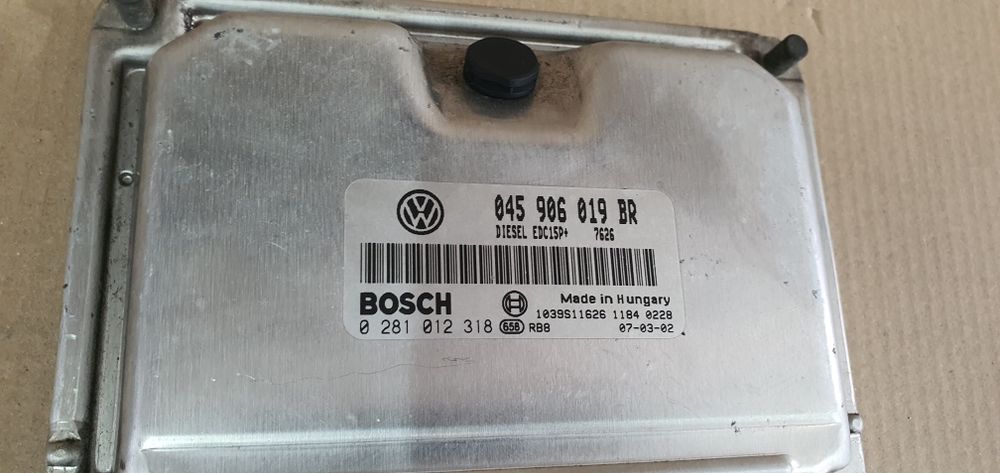 045 906 019 BR
DIESEL EDC15P+ 7626
BOSCH Made in Hungary
1039S11626 1184 0228
0 281 012 318 658 RB8 07-03-02